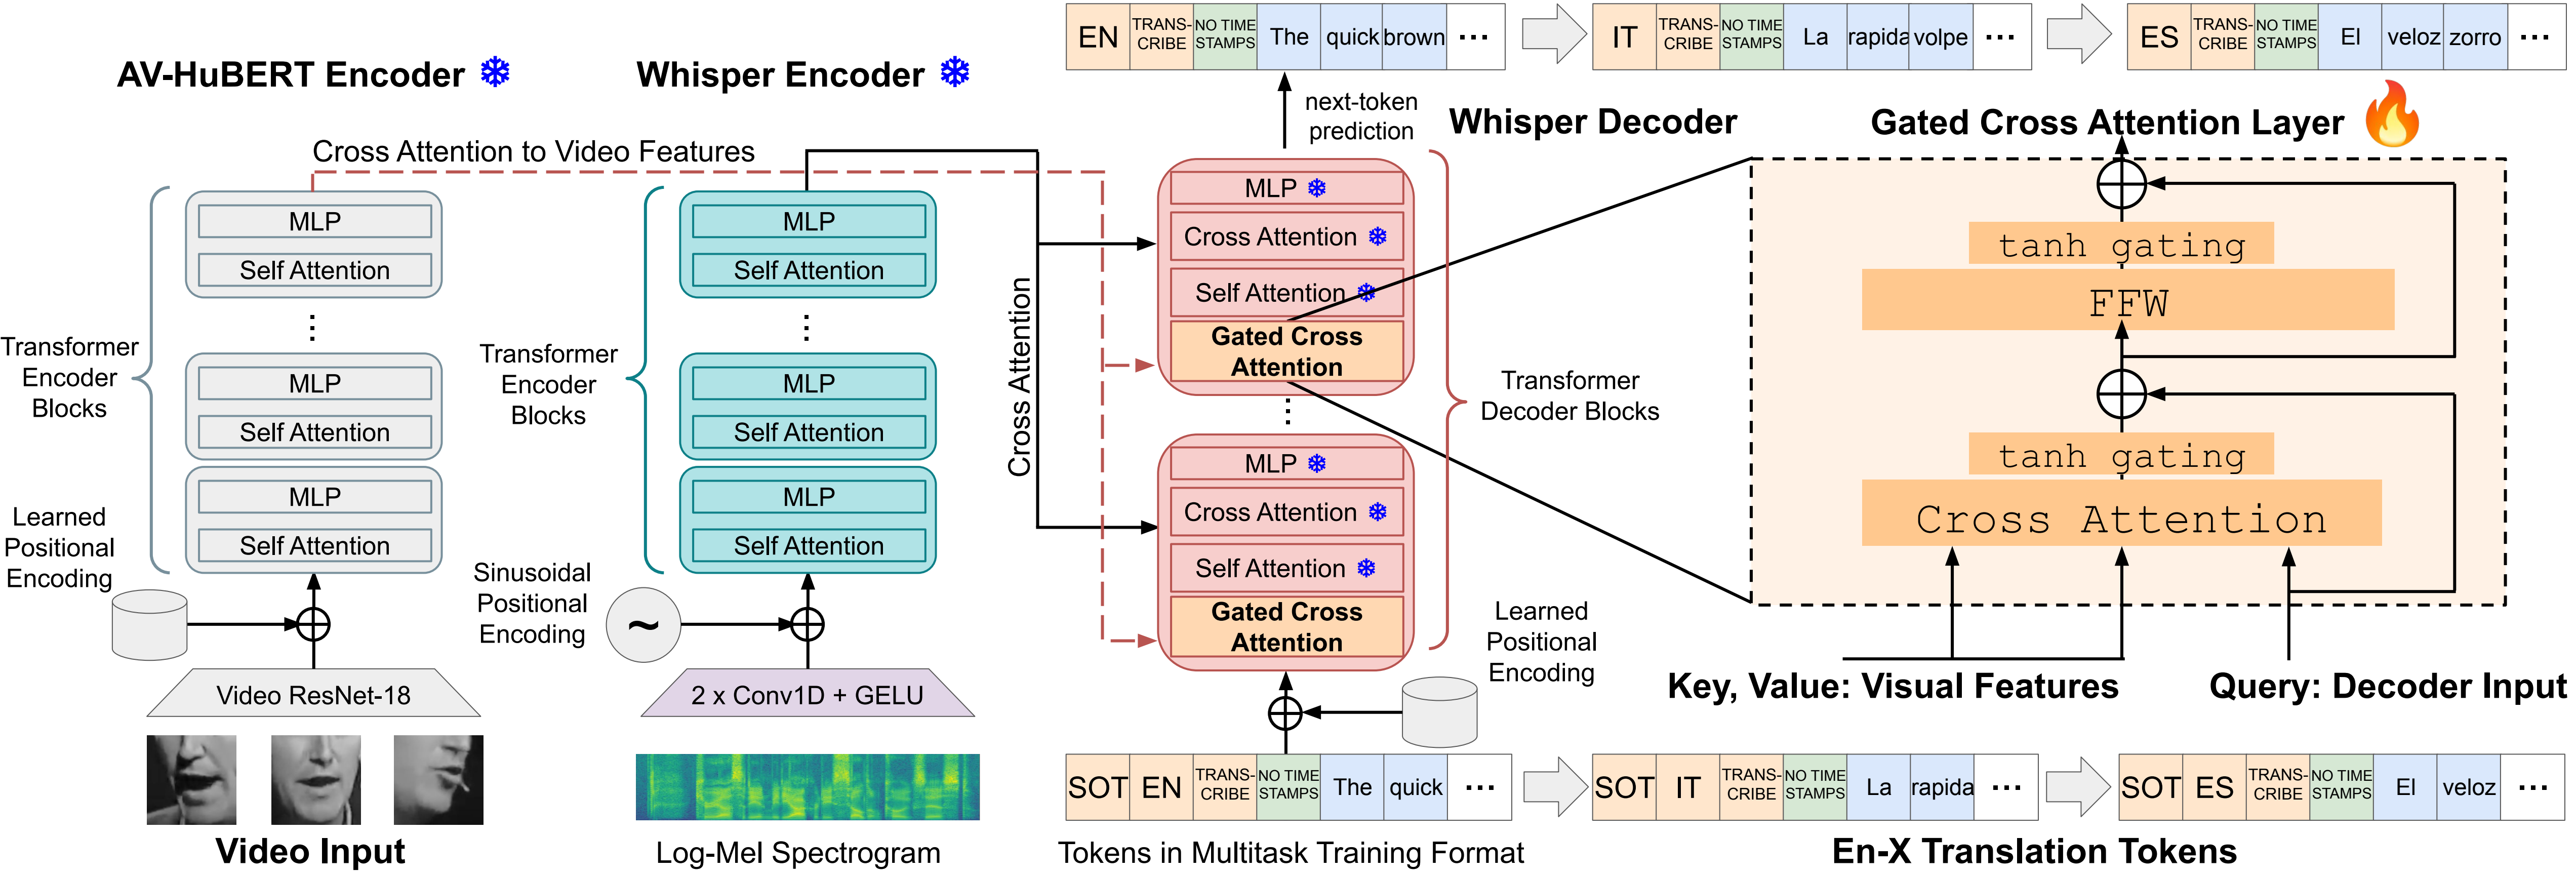 EN TRANS-CRIBE NO TIME STAMPS The quick brown ...
IT TRANS-CRIBE NO TIME STAMPS La rapida volpe ...
ES TRANS-CRIBE NO TIME STAMPS El veloz zorro ...
AV-HuBERT Encoder
Whisper Encoder
next-token
prediction
Whisper Decoder
Gated Cross Attention Layer
Cross Attention to Video Features
MLP
Self Attention
MLP
Self Attention
MLP
Self Attention
Transformer
Encoder
Blocks
Learned
Positional
Encoding
Video ResNet-18
Video Input
MLP
Self Attention
MLP
Self Attention
MLP
Self Attention
Transformer
Encoder
Blocks
Sinusoidal
Positional
Encoding
~
2 x Conv1D + GELU
Log-Mel Spectrogram
Cross Attention
MLP
Cross Attention
Self Attention
Gated Cross
Attention
MLP
Cross Attention
Self Attention
Gated Cross
Attention
Transformer
Decoder Blocks
Learned
Positional
Encoding
tanh gating
FFW
tanh gating
Cross Attention
Key, Value: Visual Features
Query: Decoder Input
SOT EN TRANS-CRIBE NO TIME STAMPS The quick ...
SOT IT TRANS-CRIBE NO TIME STAMPS La rapida ...
SOT ES TRANS-CRIBE NO TIME STAMPS El veloz ...
Tokens in Multitask Training Format
En-X Translation Tokens